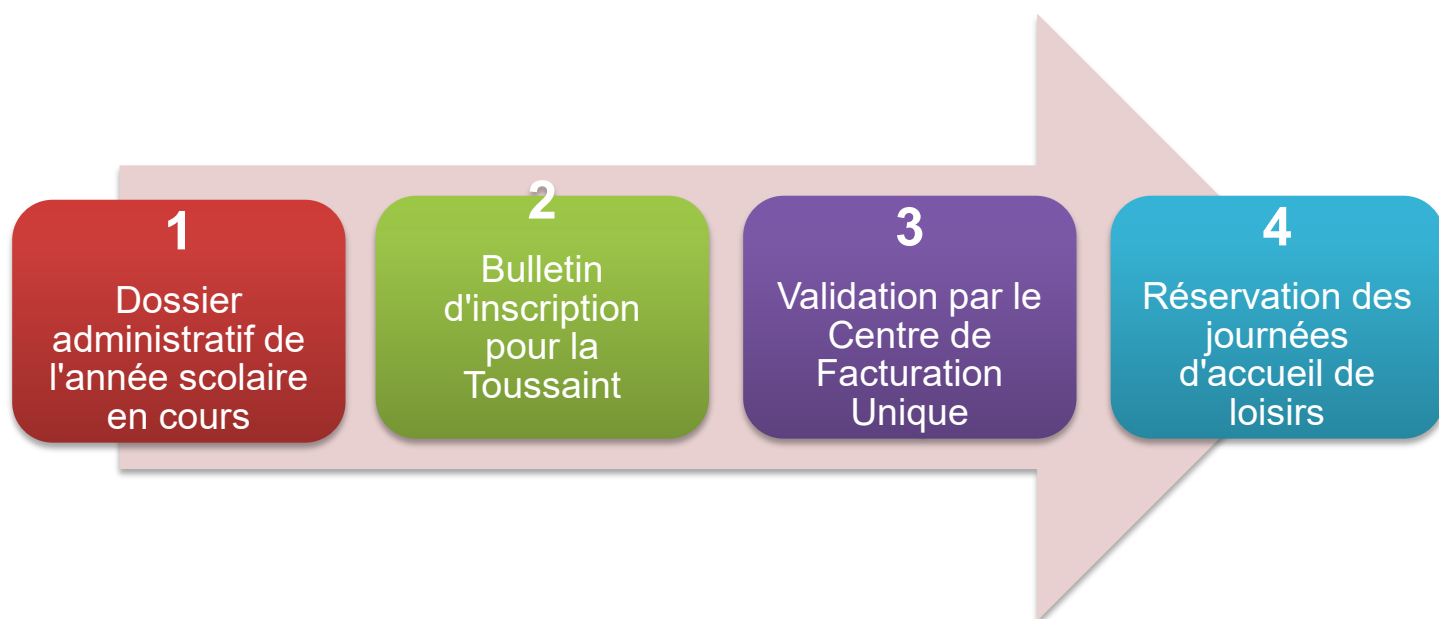 1
Dossier
administratif de
l'année scolaire
en cours
2
Bulletin
d'inscription
pour la
Toussaint
3
Validation par le
Centre de
Facturation
Unique
4
Réservation des
journées
d'accueil de
loisirs